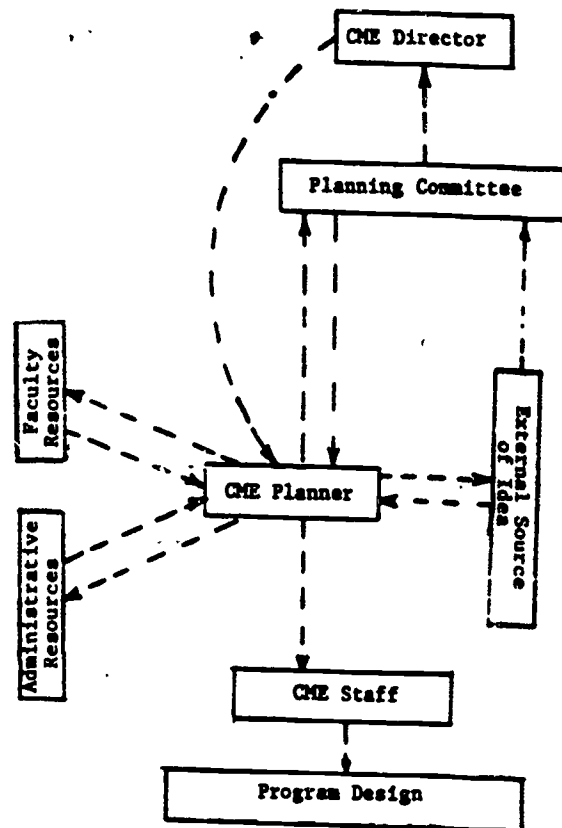 CME Director
Planning Committee
Faculty
Resources
External Source
of Idea
CME Planner
Administrative
Resources
CME Staff
Program Design